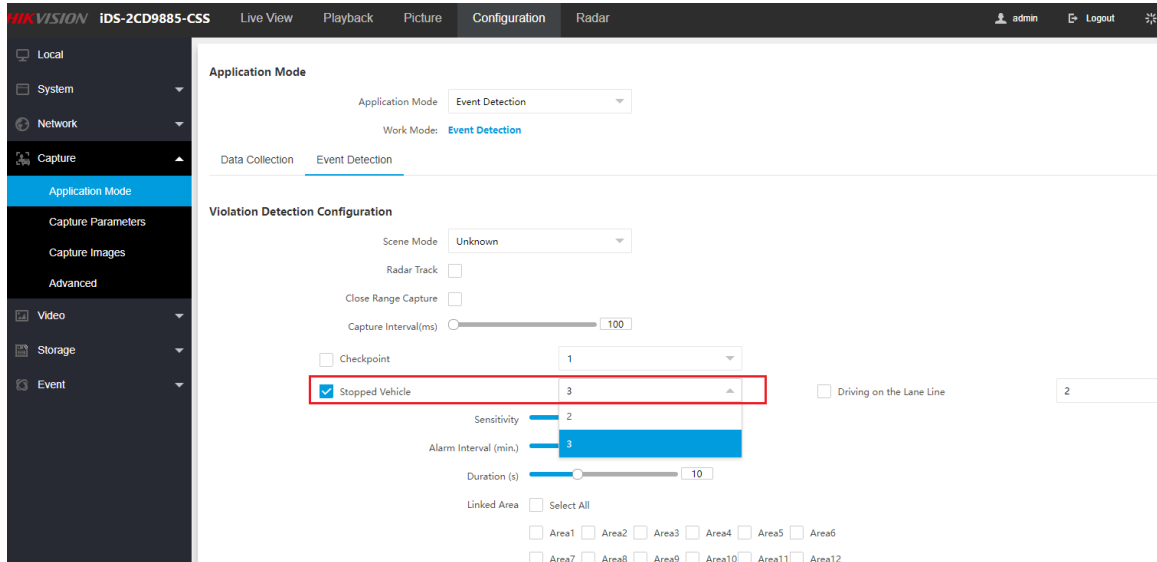 HIKVISION iDS-2CD9885-CSS Live View Playback Picture Configuration Radar admin Logout
Local
System
Network
Capture
Application Mode
Capture Parameters
Capture Images
Advanced
Video
Storage
Event
Application Mode
Application Mode Event Detection
Work Mode: Event Detection
Data Collection Event Detection
Violation Detection Configuration
Scene Mode Unknown
Radar Track
Close Range Capture
Capture Interval(ms) 100
Checkpoint 1
Stopped Vehicle 3 Driving on the Lane Line 2
Sensitivity 2
Alarm Interval (min.) 3
Duration (s) 10
Linked Area Select All
Area1 Area2 Area3 Area4 Area5 Area6
Area7 Area8 Area9 Area10 Area11 Area12